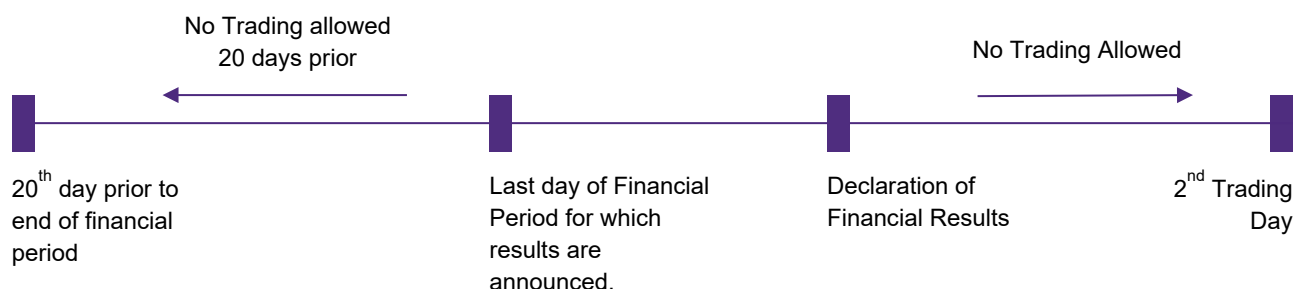 No Trading allowed
20 days prior
No Trading Allowed
20th day prior to
end of financial
period
Last day of Financial
Period for which
results are
announced.
Declaration of
Financial Results
2nd Trading
Day